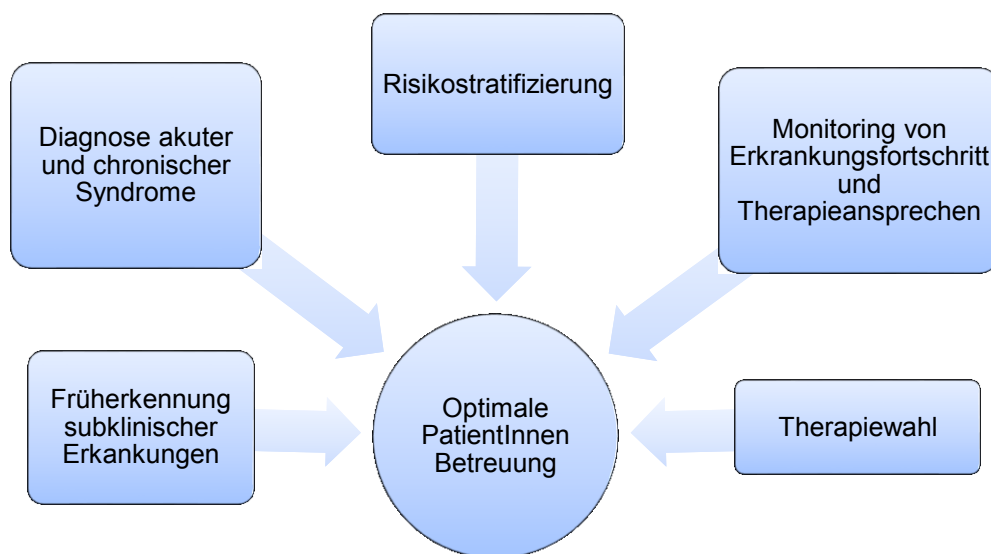 Risikostratifizierung
Diagnose akuter
und chronischer
Syndrome
Monitoring von
Erkrankungsfortschritt
und
Therapieansprechen
Früherkennung
subklinischer
Erkankungen
Optimale
PatientInnen
Betreuung
Therapiewahl